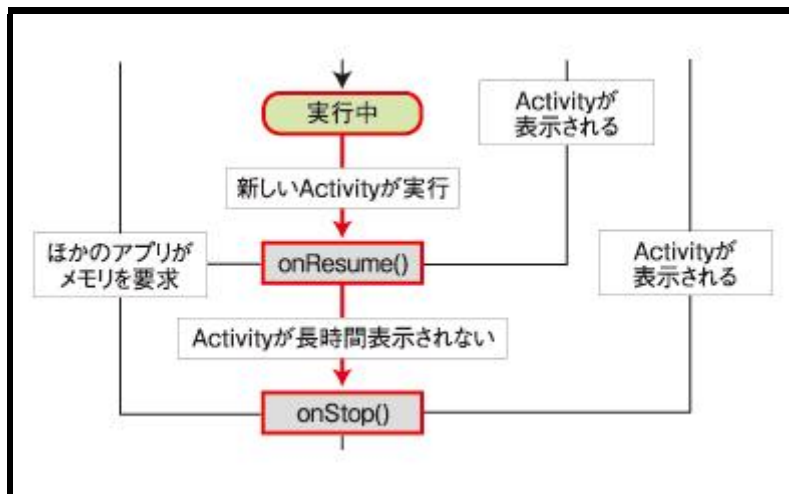 実行中
Activityが
表示される
新しいActivityが実行
ほかのアプリが
メモリを要求
onResume()
Activityが
表示される
Activityが長時間表示されない
onStop()